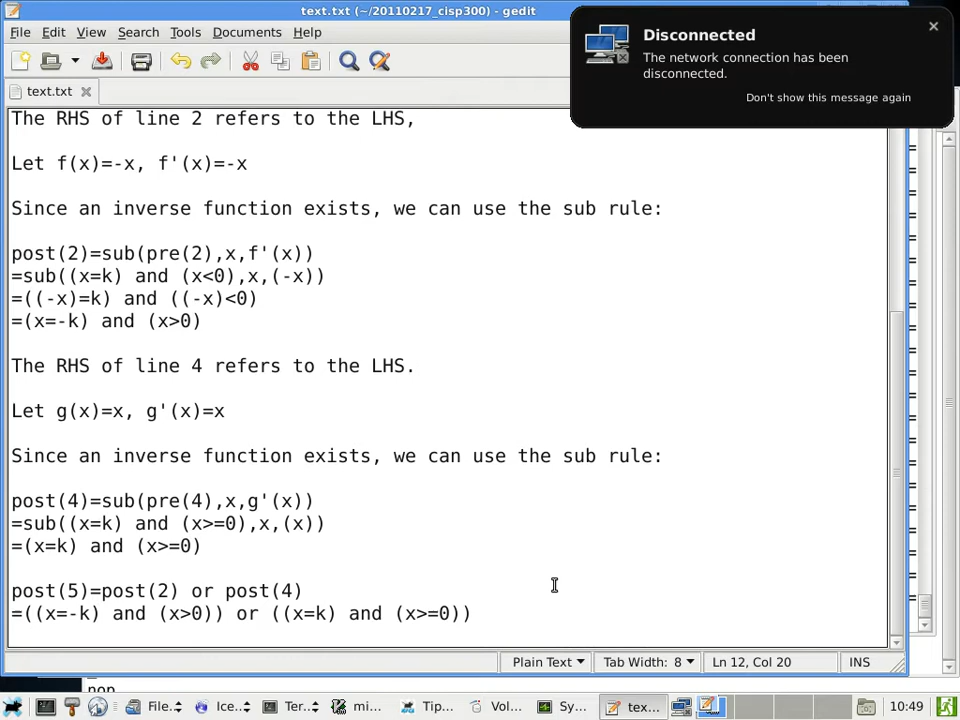 text.txt (~/20110217_cisp300) - gedit
File Edit View Search Tools Documents Help
Disconnected
The network connection has been
disconnected.
Don't show this message again
text.txt
The RHS of line 2 refers to the LHS,
Let f(x)=-x, f'(x)=-x
Since an inverse function exists, we can use the sub rule:
post(2)=sub(pre(2),x,f'(x))
=sub((x=k) and (x<0),x,(-x))
=((-x)=k) and ((-x)<0)
=(x=-k) and (x>0)
The RHS of line 4 refers to the LHS.
Let g(x)=x, g'(x)=x
Since an inverse function exists, we can use the sub rule:
post(4)=sub(pre(4),x,g'(x))
=sub((x=k) and (x>=0),x,(x))
=(x=k) and (x>=0)
post(5)=post(2) or post(4)
=((x=-k) and (x>0)) or ((x=k) and (x>=0))
Plain Text Tab Width: 8 Ln 12, Col 20 INS
File. Ice.. Ter.. mi... Tip... Vol... Sy... tex... 10:49